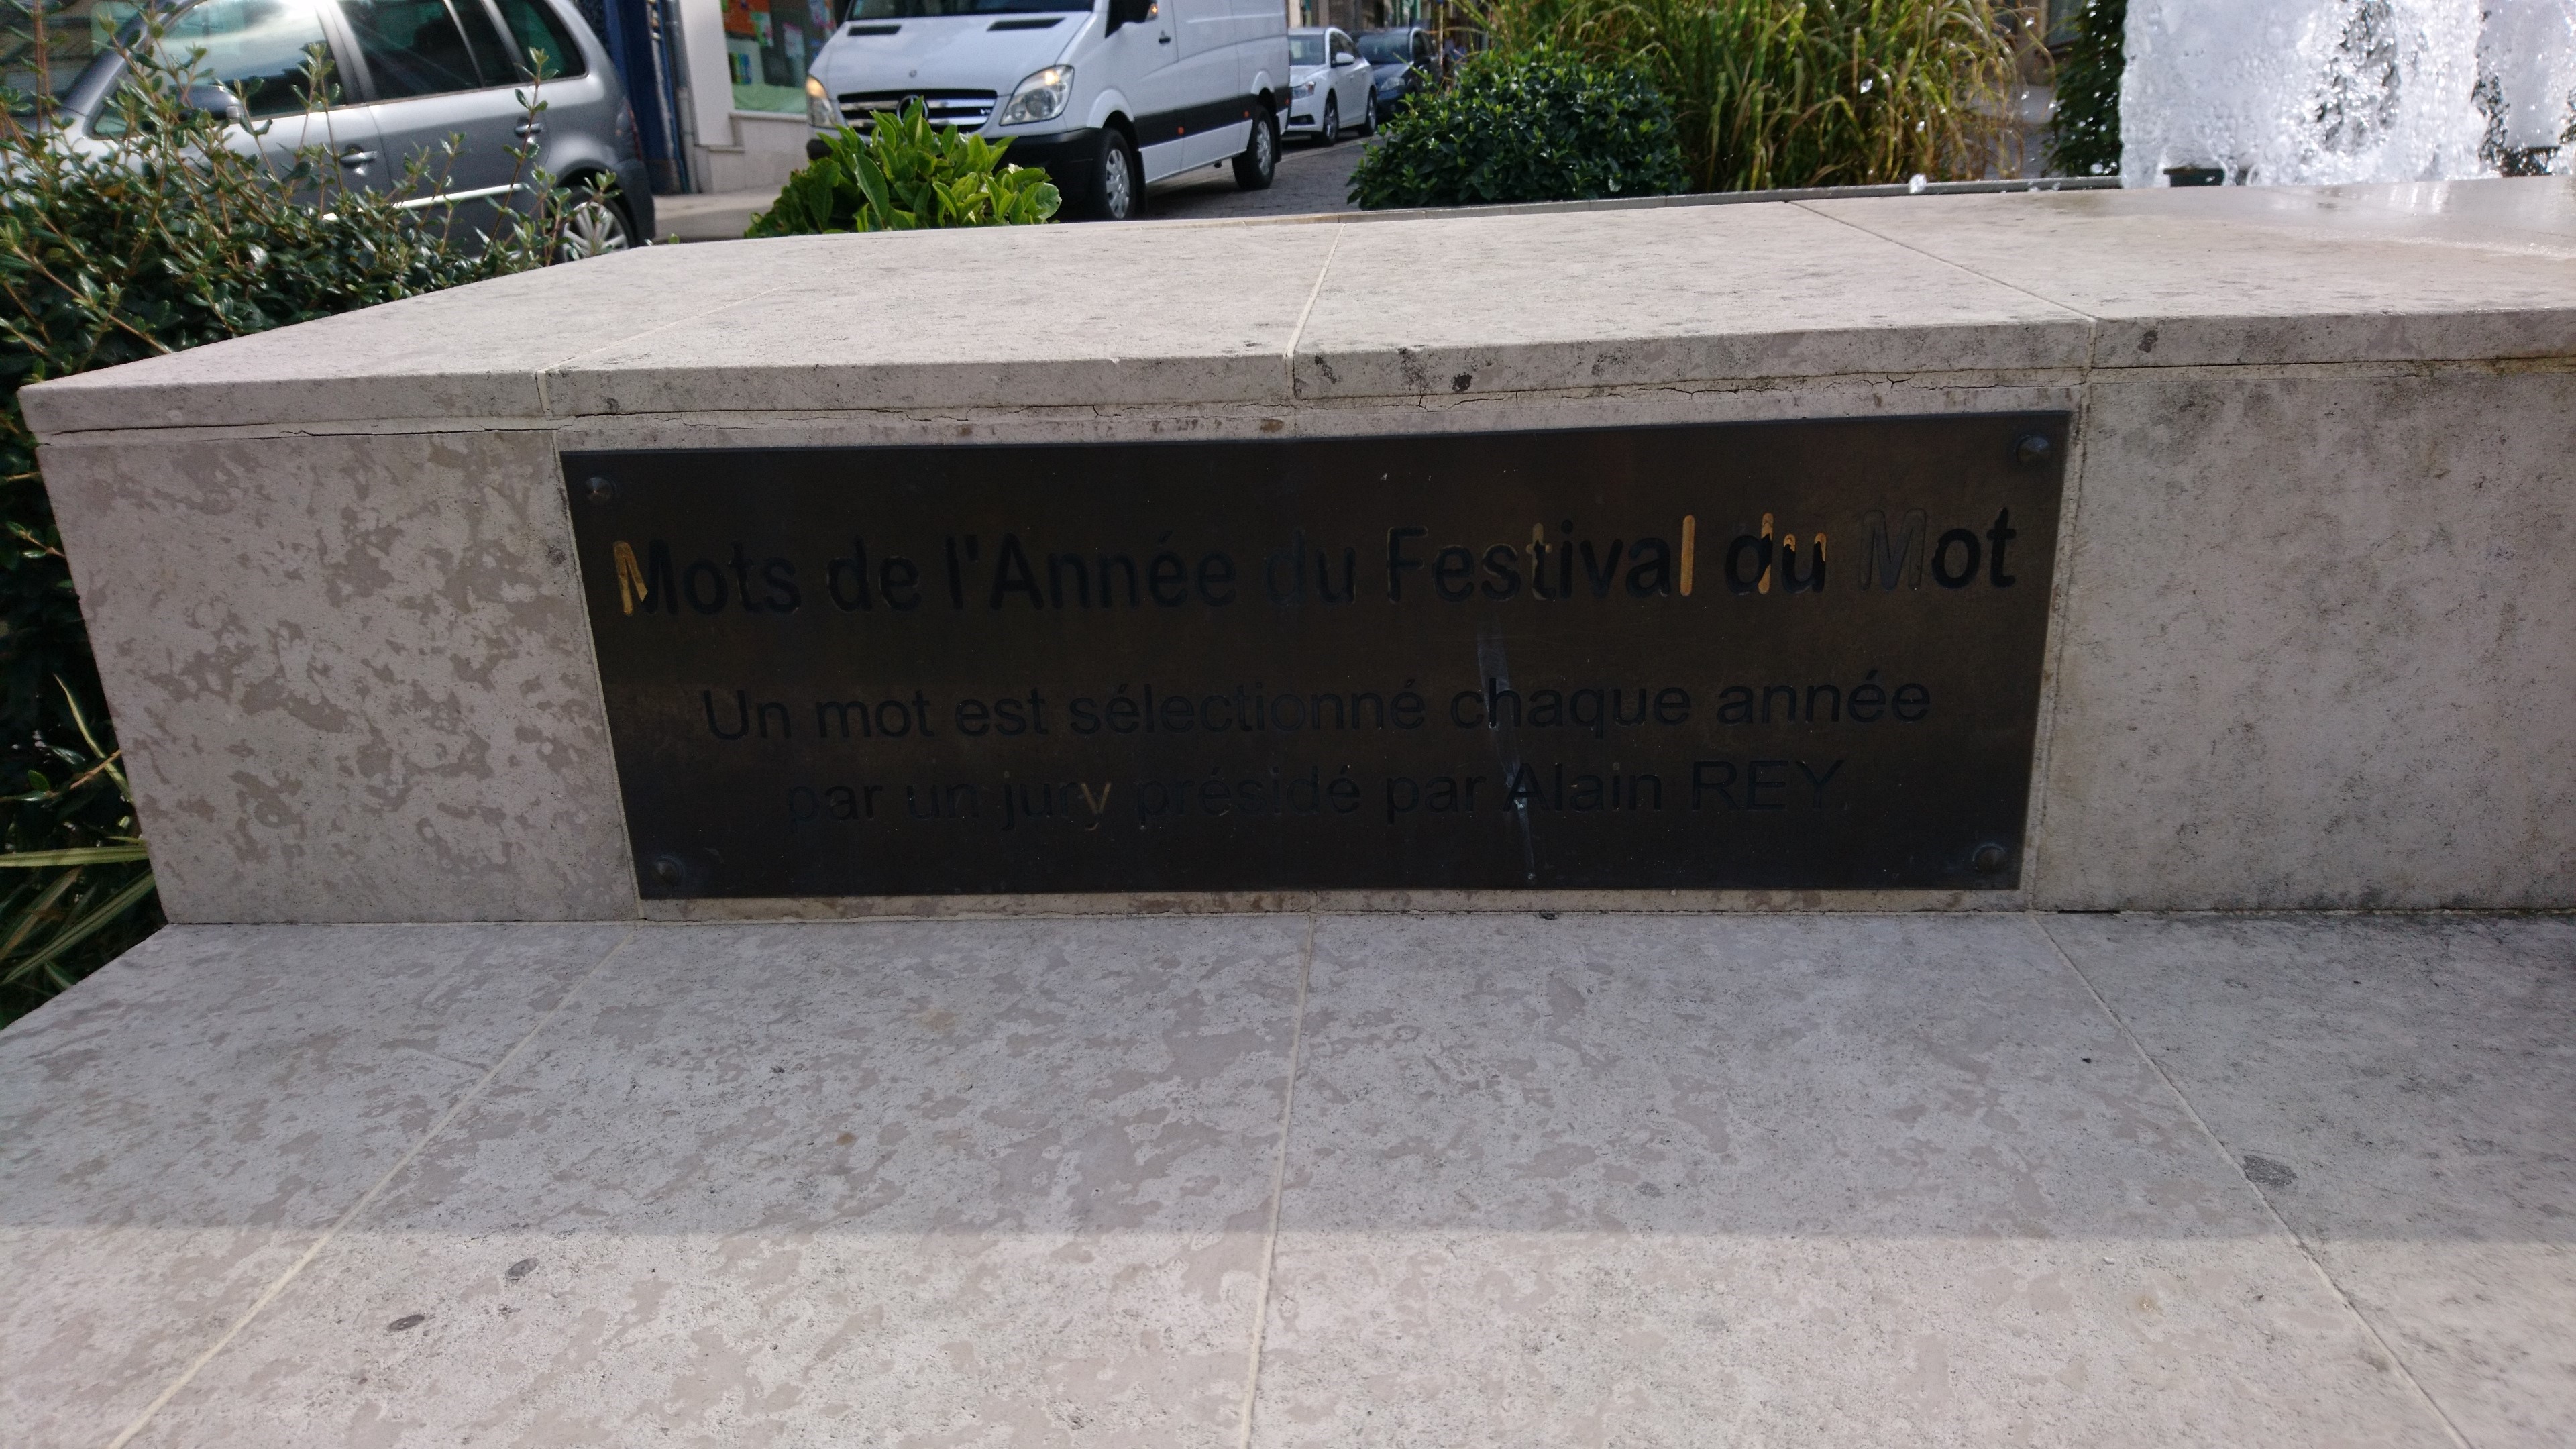 Mots de l'Année du Festival du Mot
Un mot est sélectionné chaque année
par un jury présidé par Alain REY.